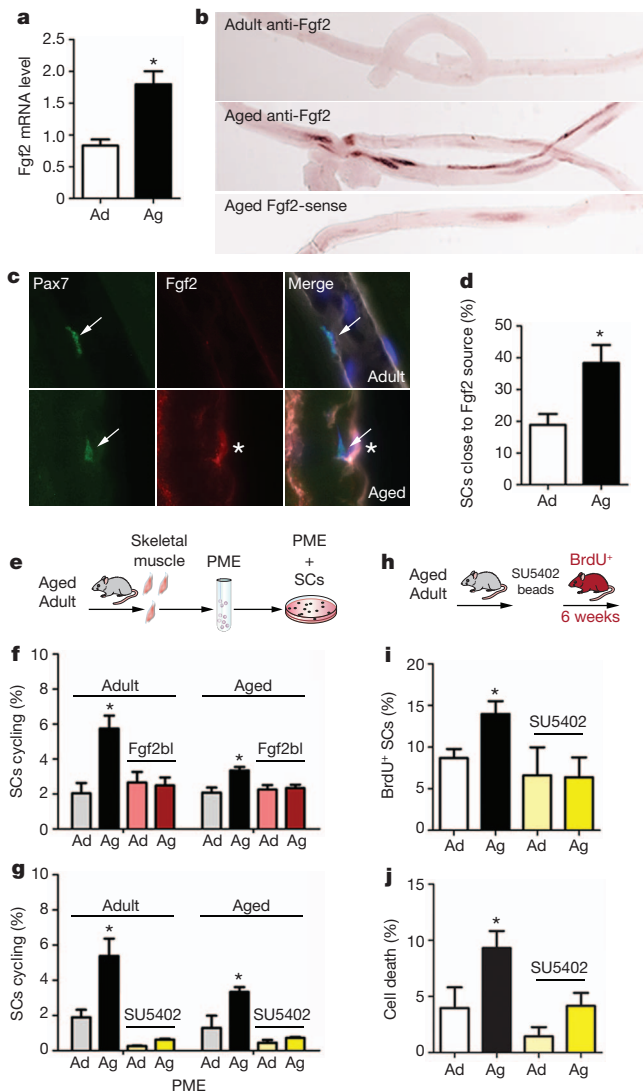 a
Fgf2 mRNA level
2.5
2.0
1.5
1.0
0.5
0
*
Ad Ag
b
Adult anti-Fgf2
Aged anti-Fgf2
Aged Fgf2-sense
c
Pax7 Fgf2 Merge
Adult
* *
Aged
d
SCs close to Fgf2 source (%)
50
40
30
20
10
0
*
Ad Ag
e
Aged
Adult
Skeletal
muscle
PME
PME
+
SCs
h
Aged
Adult
SU5402
beads
BrdU+
6 weeks
f
SCs cycling (%)
10
8
6
4
2
0
Adult Aged
* Fgf2bl * Fgf2bl
Ad Ag Ad Ag Ad Ag Ad Ag
i
BrdU+ SCs (%)
20
15
10
5
0
*
SU5402
Ad Ag Ad Ag
g
SCs cycling (%)
10
8
6
4
2
0
Adult Aged
* *
SU5402 SU5402
Ad Ag Ad Ag Ad Ag Ad Ag
PME
j
Cell death (%)
15
10
5
0
*
SU5402
Ad Ag Ad Ag